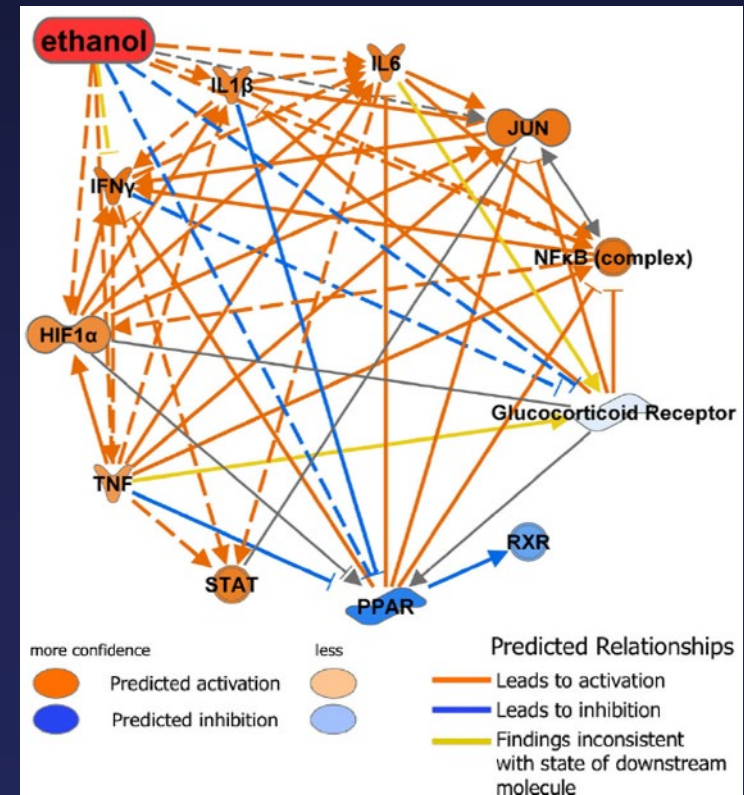 ethanol
IL6
IL1β
JUN
IFNγ
NFκB (complex)
HIF1α
Glucocorticoid Receptor
TNF
RXR
STAT
PPAR
more confidence
less
Predicted activation
Predicted inhibition
Predicted Relationships
Leads to activation
Leads to inhibition
Findings inconsistent
with state of downstream
molecule